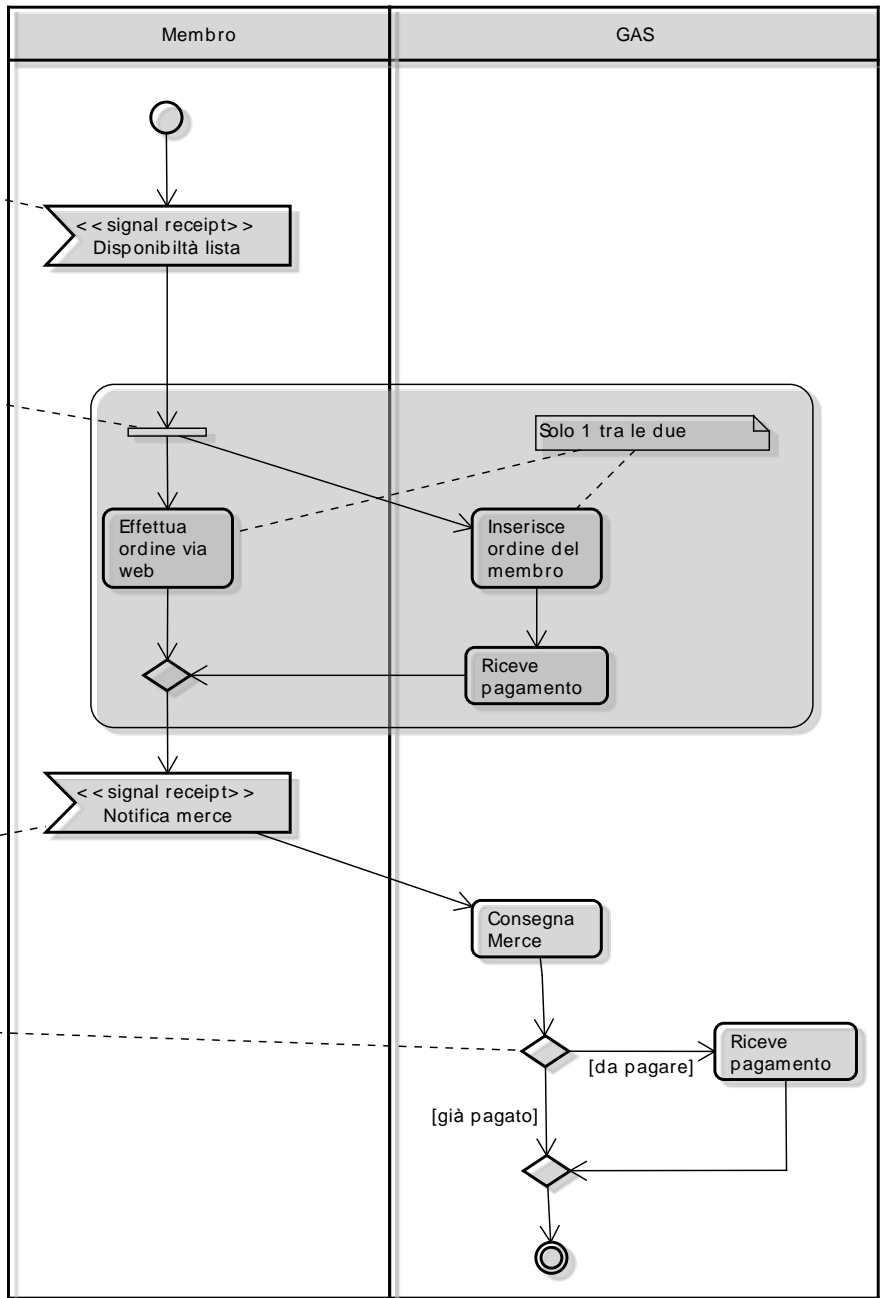 Membro
GAS
<<signal receipt>>
Disponibiltà lista
Solo 1 tra le due
Effettua
ordine via
web
Inserisce
ordine del
membro
Riceve
pagamento
<<signal receipt>>
Notifica merce
Consegna
Merce
[da pagare]
Riceve
pagamento
[già pagato]